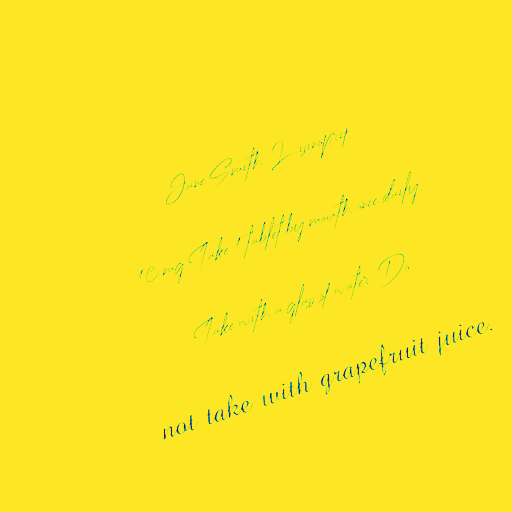 Jane Smith
10 mg Take 1 tablet by mouth once daily
Take with a glass of water Do
not take with grapefruit juice.